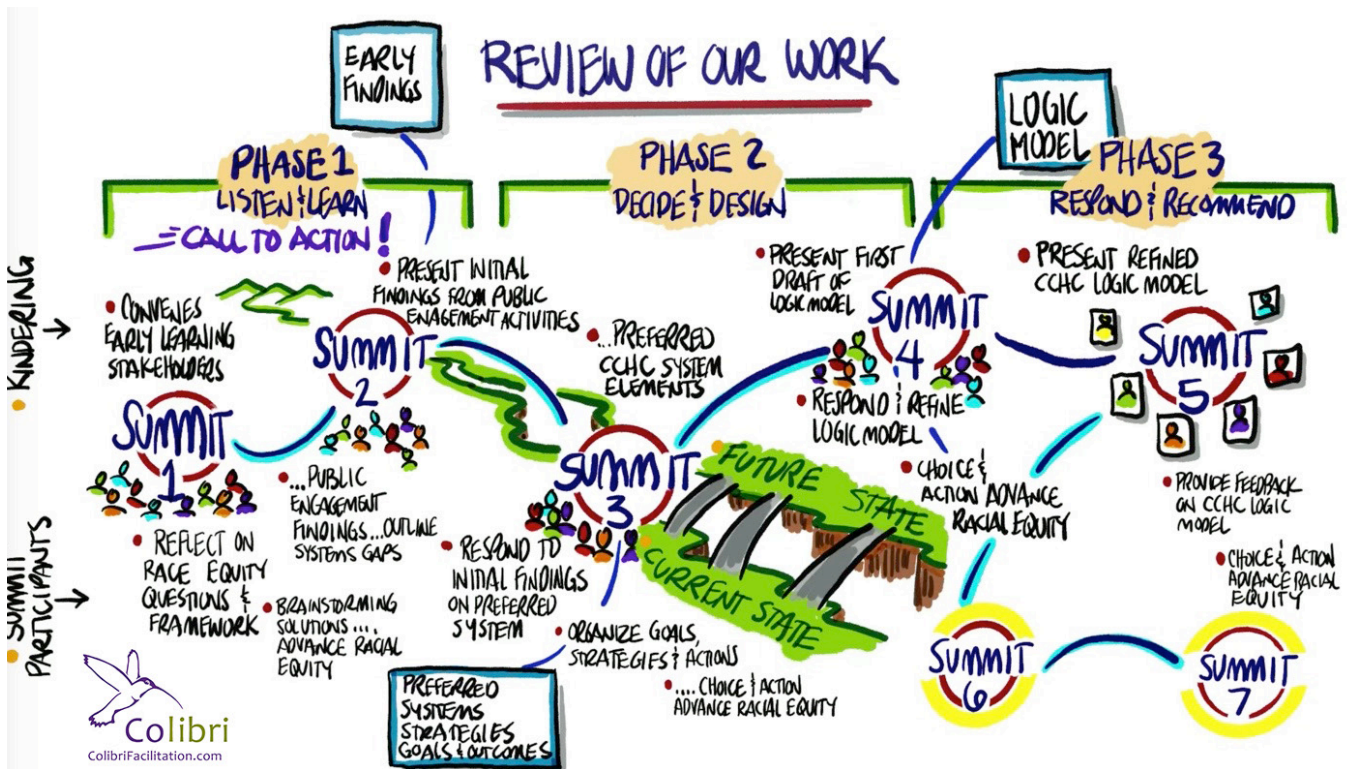 REVIEW OF OUR WORK
EARLY
FINDINGS
LOGIC
MODEL
PHASE 1
LISTEN & LEARN
CALL TO ACTION!
PHASE 2
DECIDE & DESIGN
PHASE 3
RESPOND & RECOMMEND
• KINDERING
• SUMMIT
PARTICIPANTS
• CONVENES
EARLY LEARNING
STAKEHOLDERS
SUMMIT
1
• REFLECT ON
RACE EQUITY
QUESTIONS &
FRAMEWORK
• PRESENT INITIAL
FINDINGS FROM PUBLIC
ENAGEMENT ACTIVITIES
SUMMIT
2
• ...PUBLIC
ENGAGEMENT
FINDINGS...OUTLINE
SYSTEMS GAPS
• BRAINSTORMING
SOLUTIONS....
ADVANCE RACIAL
EQUITY
• ...PREFERRED
CCHC SYSTEM
ELEMENTS
SUMMIT
3
• RESPOND TO
INITIAL FINDINGS
ON PREFERRED
SYSTEM
• ORGANIZE GOALS,
STRATEGIES & ACTIONS
• ....CHOICE & ACTION
ADVANCE RACIAL EQUITY
PREFERRED
SYSTEMS
STRATEGIES
GOALS & OUTCOMES
• FUTURE STATE
• CURRENT STATE
• PRESENT FIRST
DRAFT OF
LOGIC MODEL
SUMMIT
4
• RESPOND & REFINE
LOGIC MODEL
• CHOICE &
ACTION ADVANCE
RACIAL EQUITY
• PRESENT REFINED
CCHC LOGIC MODEL
SUMMIT
5
• PROVIDE FEEDBACK
ON CCHC LOGIC
MODEL
• CHOICE & ACTION
ADVANCE RACIAL
EQUITY
SUMMIT
6
SUMMIT
7
Colibri
ColibriFacilitation.com